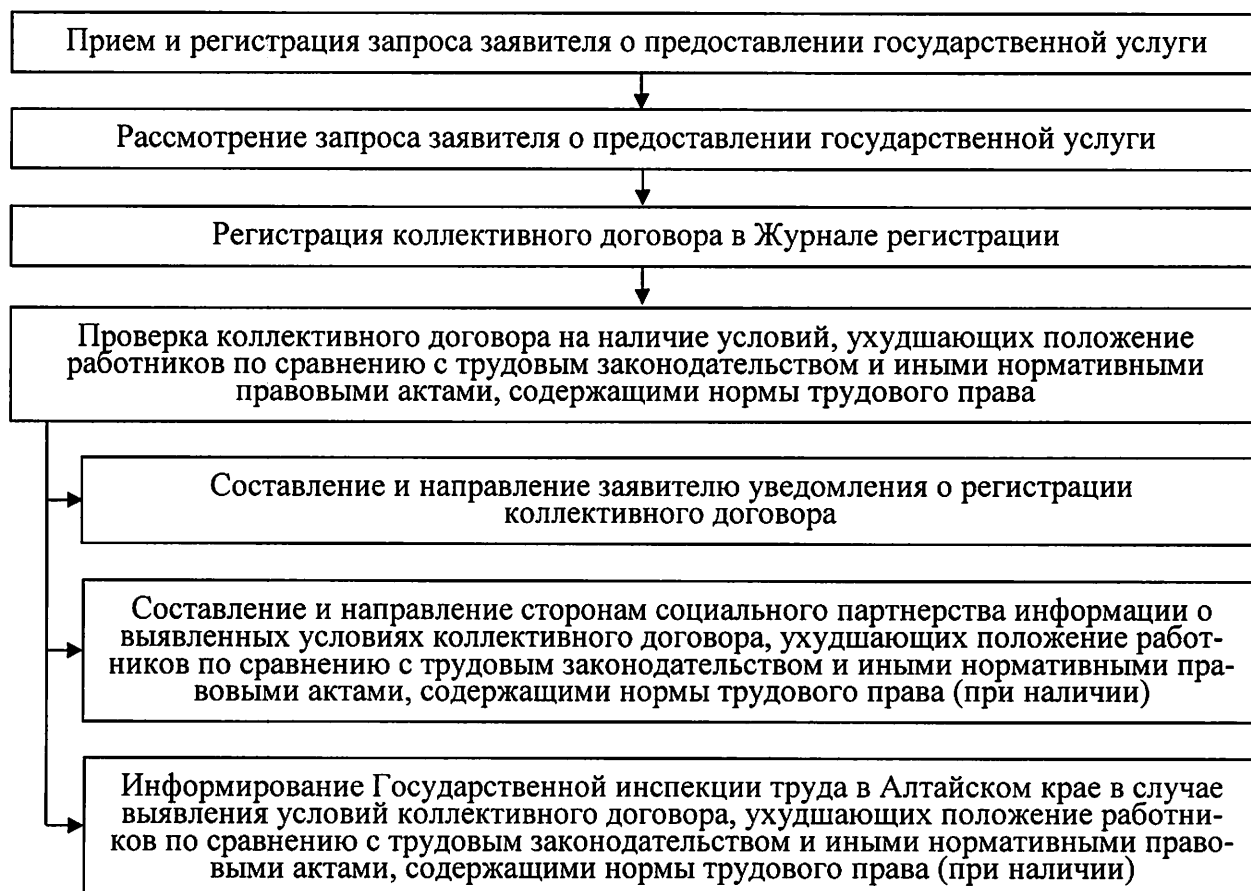 Прием и регистрация запроса заявителя о предоставлении государственной услуги
Рассмотрение запроса заявителя о предоставлении государственной услуги
Регистрация коллективного договора в Журнале регистрации
Проверка коллективного договора на наличие условий, ухудшающих положение
работников по сравнению с трудовым законодательством и иными нормативными
правовыми актами, содержащими нормы трудового права
Составление и направление заявителю уведомления о регистрации
коллективного договора
Составление и направление сторонам социального партнерства информации о
выявленных условиях коллективного договора, ухудшающих положение работ-
ников по сравнению с трудовым законодательством и иными нормативными пра-
вовыми актами, содержащими нормы трудового права (при наличии)
Информирование Государственной инспекции труда в Алтайском крае в случае
выявления условий коллективного договора, ухудшающих положение работни-
ков по сравнению с трудовым законодательством и иными нормативными право-
выми актами, содержащими нормы трудового права (при наличии)